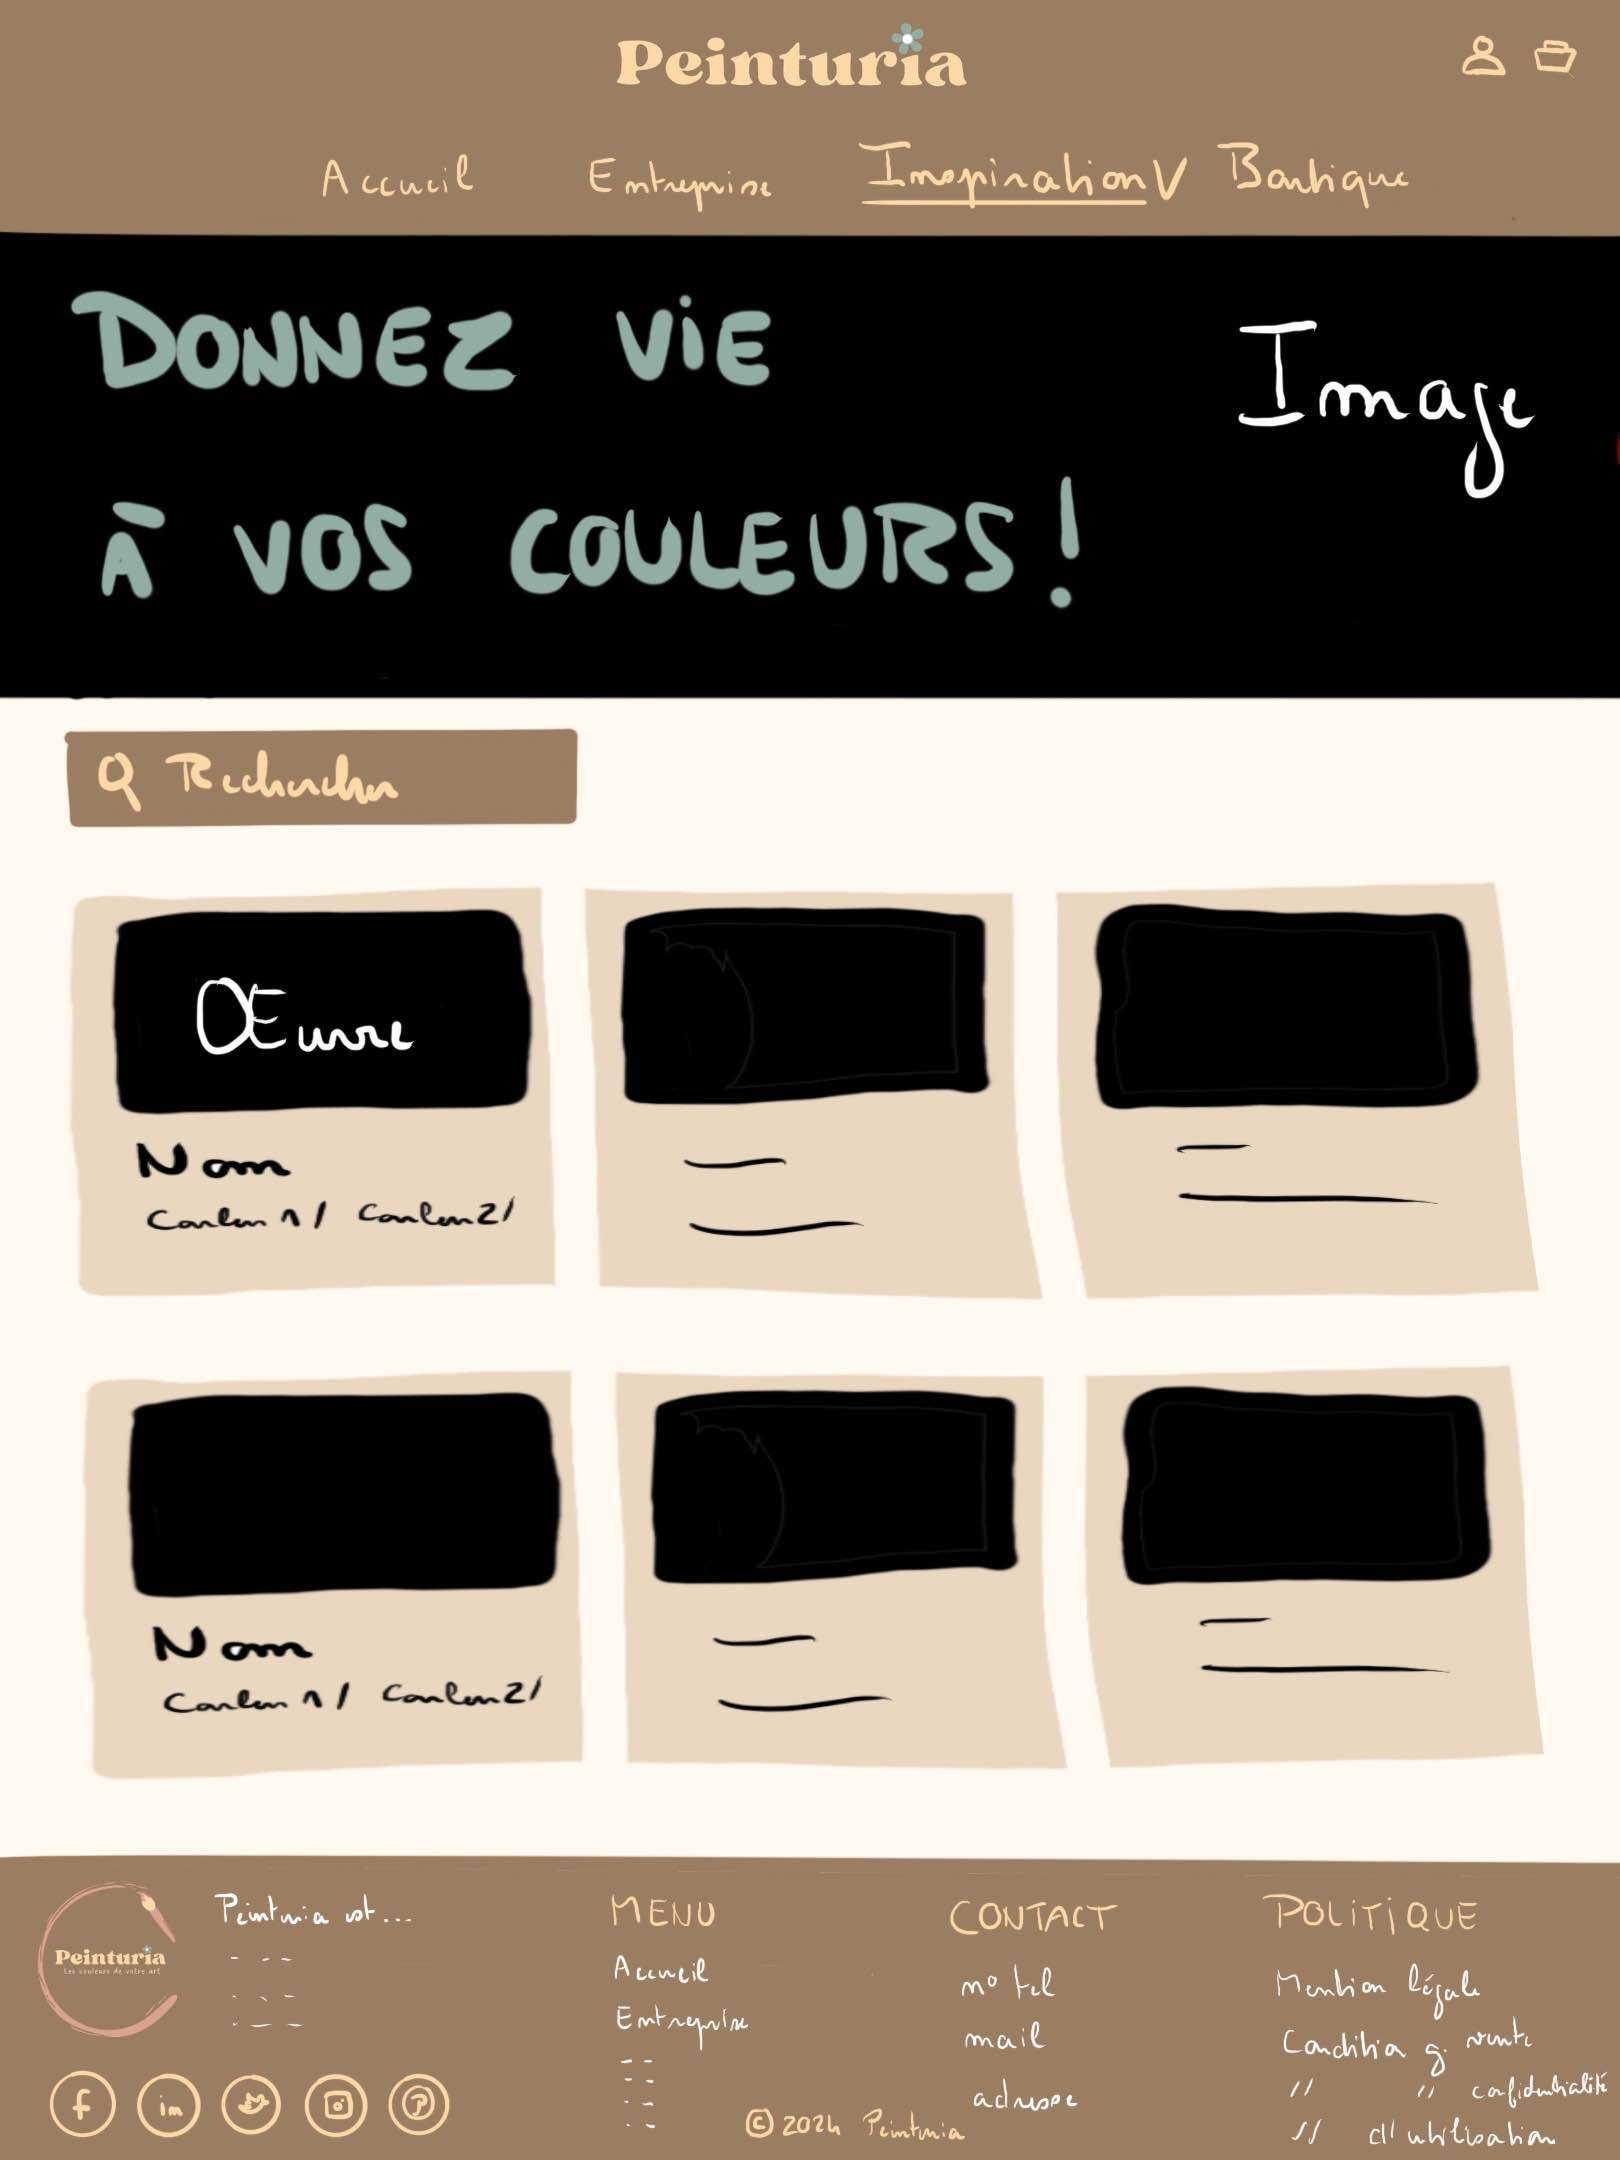 Peinturia
Accueil Entreprise Inspiration V Boutique
DONNEZ ViE
À VOS COULEURS!
Image
Rechercher
Œuvre
Nom
Couleur 1 / Couleur 2 /
Nom
Couleur 1 / Couleur 2 /
Peinturia
Les couleurs de votre art
Peinturia est...
MENU
Accueil
Entreprise
CONTACT
n° tel
mail
adresse
POLITIQUE
Mention légale
Condition g. vente
" " confidentialité
" d'utilisation
f in
© 2024 Peinturia